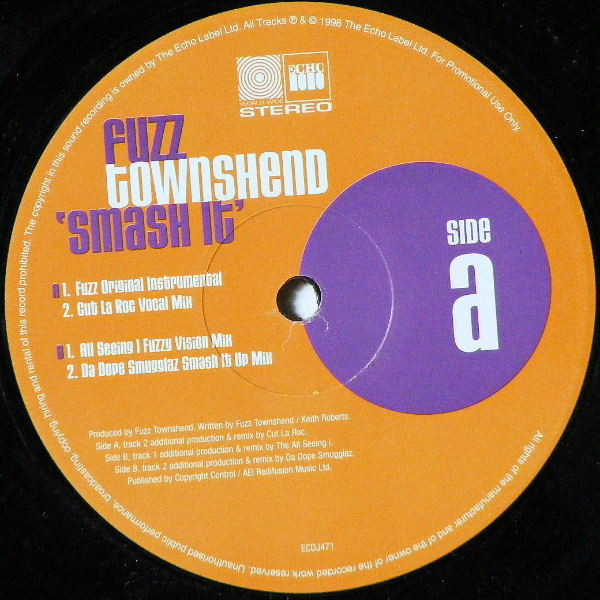 Unauthorised public performance, broadcasting, copying, hiring and rental of this record prohibited. The copyright in this sound recording is owned by The Echo Label Ltd. All Tracks ℗ & © 1998 The Echo Label Ltd. For Promotional Use Only.
ECHO
WORLD WIDE
STEREO
Fuzz
Townshend
'Smash It'
Side
a
A 1. Fuzz Original Instrumental
2. Cut La Roc Vocal Mix
B 1. All Seeing I Fuzzy Vision Mix
2. Da Dope Smugglaz Smash It Up Mix
Produced by Fuzz Townshend. Written by Fuzz Townshend / Keith Roberts.
Side A, track 2 additional production & remix by Cut La Roc.
Side B, track 1 additional production & remix by The All Seeing I.
Side B, track 2 additional production & remix by Da Dope Smugglaz.
Published by Copyright Control / AEI Rediffusion Music Ltd.
ECDJ471
All rights of the manufacturer and of the owner of the recorded work reserved.